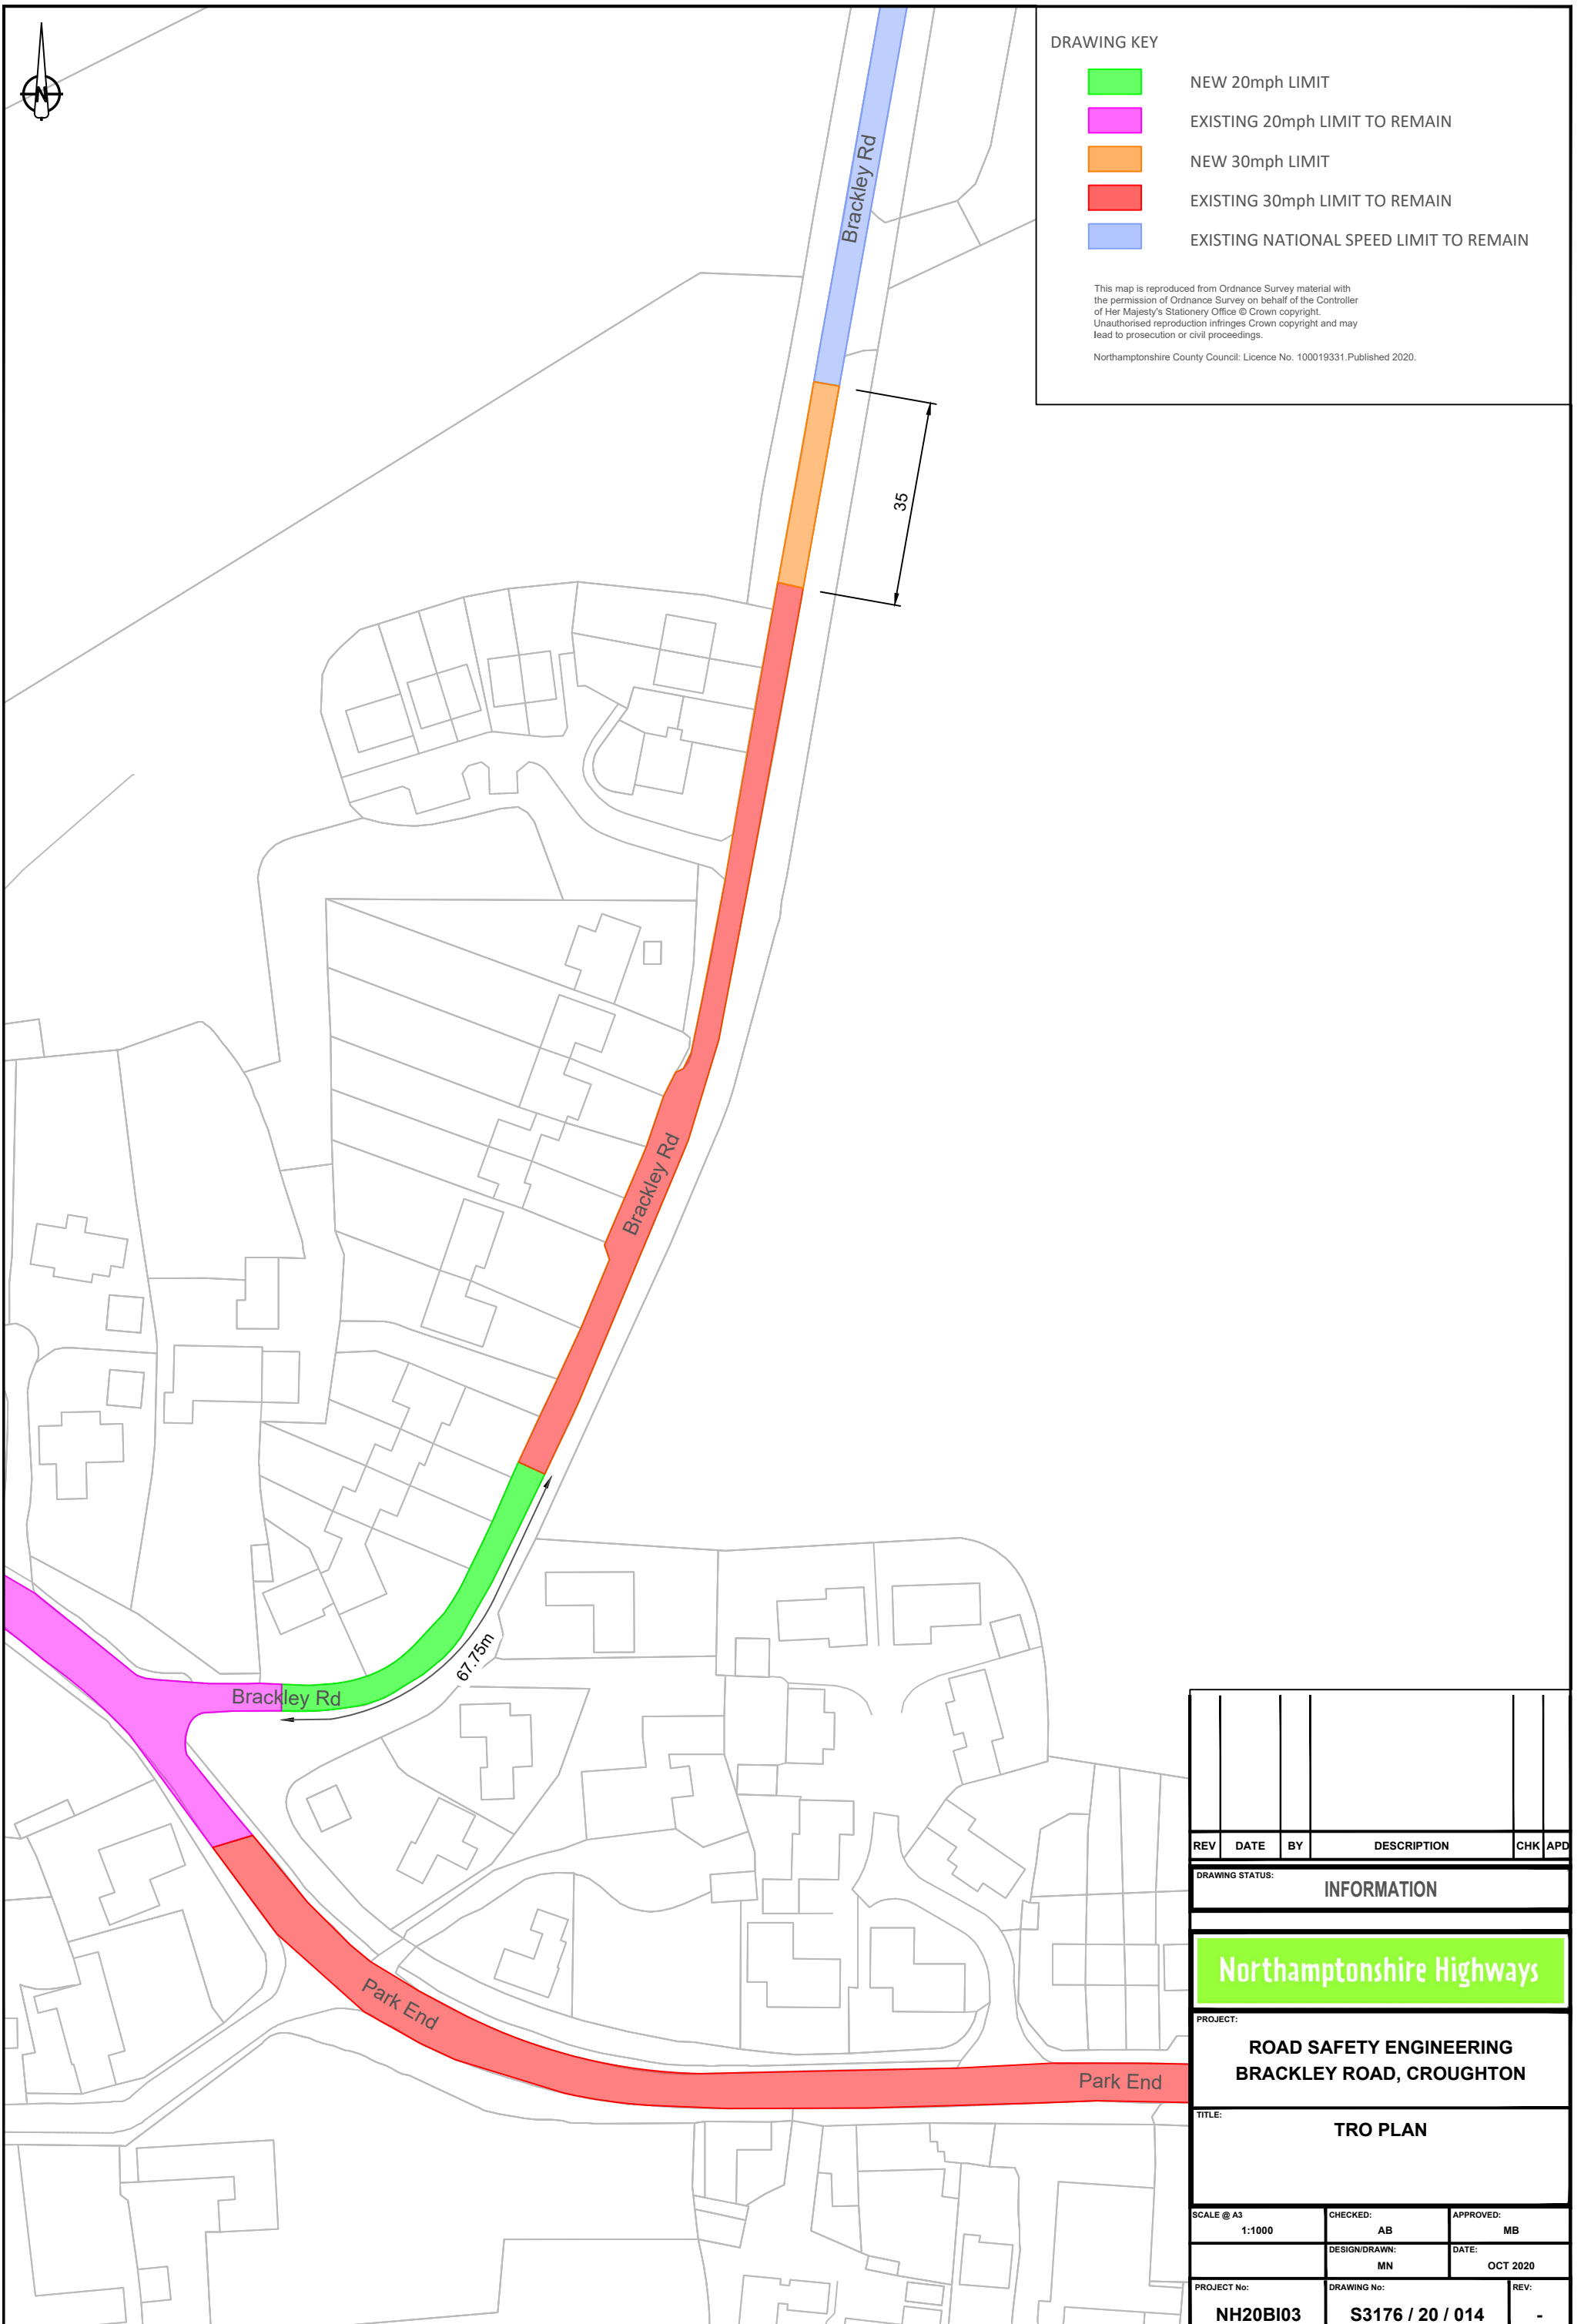 N
DRAWING KEY
NEW 20mph LIMIT
EXISTING 20mph LIMIT TO REMAIN
NEW 30mph LIMIT
EXISTING 30mph LIMIT TO REMAIN
EXISTING NATIONAL SPEED LIMIT TO REMAIN
This map is reproduced from Ordnance Survey material with
the permission of Ordnance Survey on behalf of the Controller
of Her Majesty's Stationery Office © Crown copyright.
Unauthorised reproduction infringes Crown copyright and may
lead to prosecution or civil proceedings.
Northamptonshire County Council: Licence No. 100019331.Published 2020.
Brackley Rd
35
Brackley Rd
67.75m
Brackley Rd
Park End
Park End
REV DATE BY DESCRIPTION CHK APD
DRAWING STATUS:
INFORMATION
Northamptonshire Highways
PROJECT:
ROAD SAFETY ENGINEERING
BRACKLEY ROAD, CROUGHTON
TITLE:
TRO PLAN
SCALE @ A3 CHECKED: APPROVED:
1:1000 AB MB
DESIGN/DRAWN: DATE:
MN OCT 2020
PROJECT No: DRAWING No: REV:
NH20BI03 S3176 / 20 / 014 -